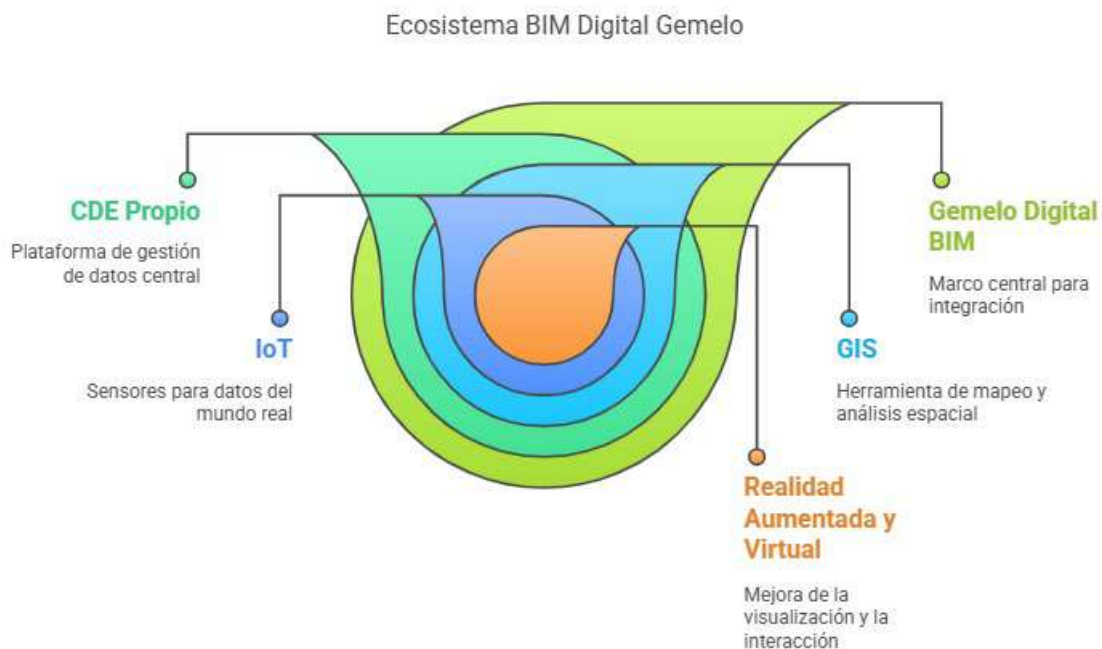 Ecosistema BIM Digital Gemelo
CDE Propio
Plataforma de gestión
de datos central
Gemelo Digital
BIM
Marco central para
integración
IoT
Sensores para datos del
mundo real
GIS
Herramienta de mapeo y
análisis espacial
Realidad
Aumentada y
Virtual
Mejora de la
visualización y la
interacción